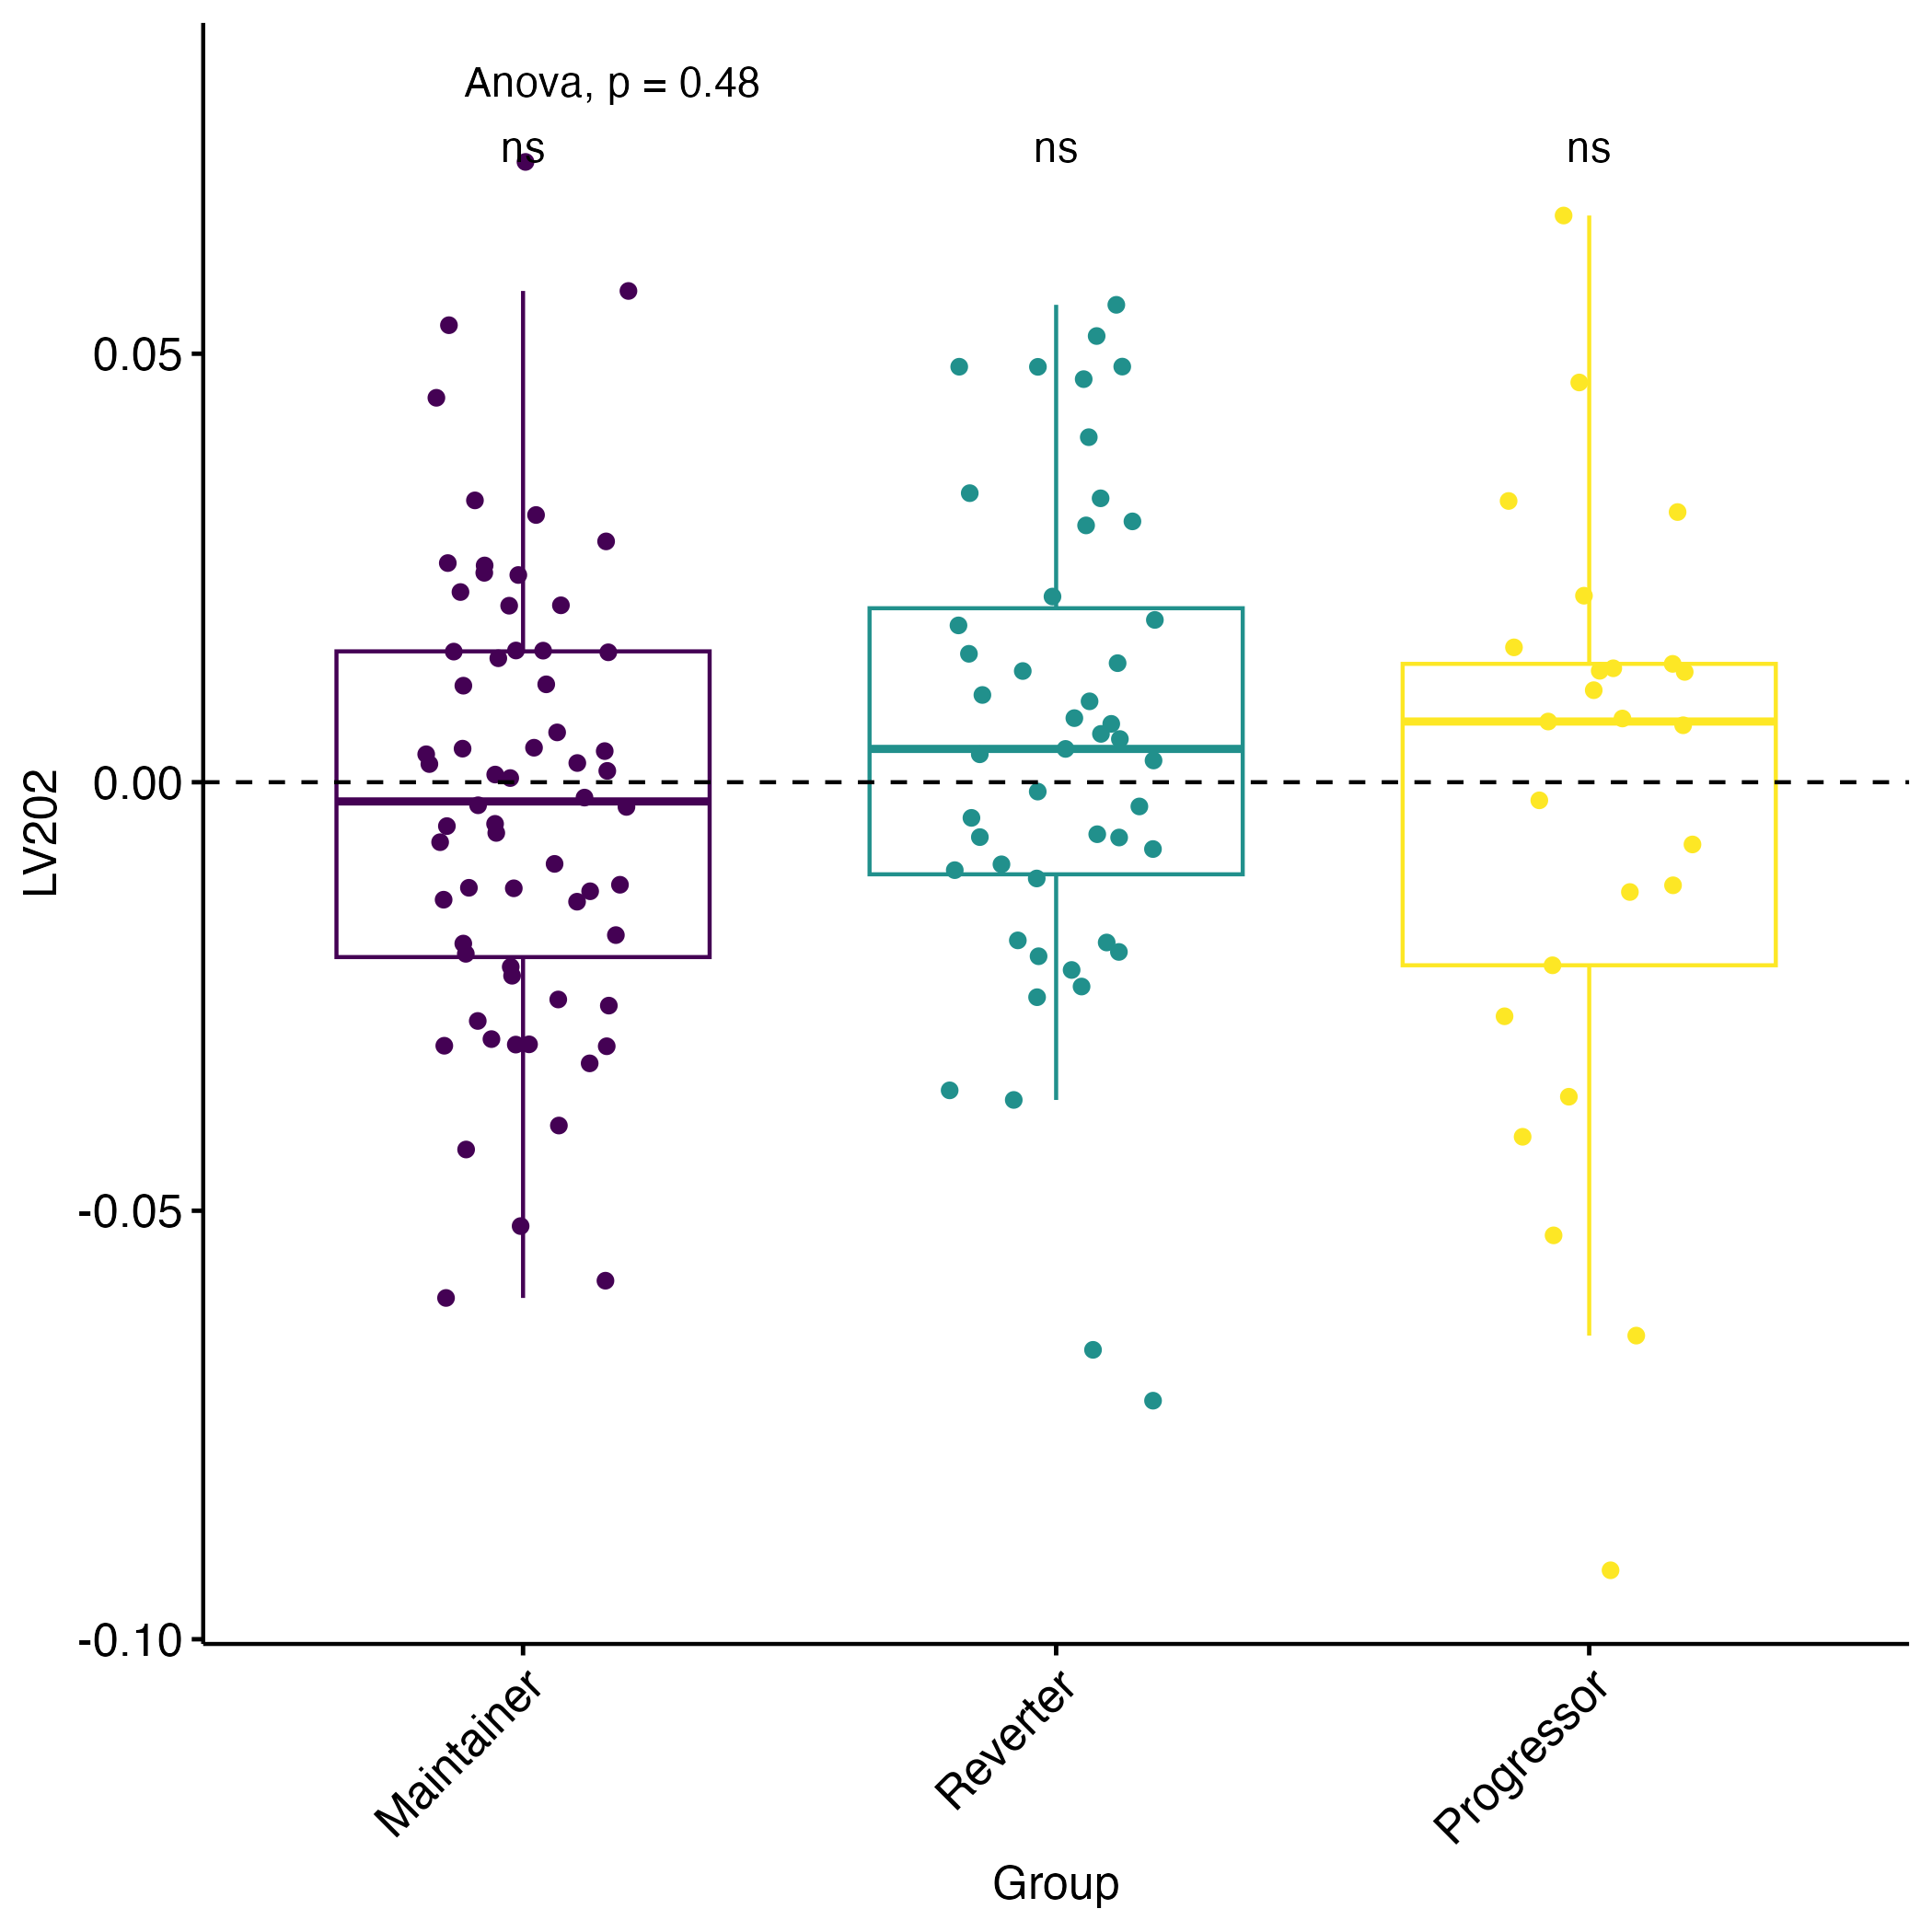 Anova, p = 0.48
ns ns ns
0.05
0.00
-0.05
-0.10
LV202
Maintainer Reverter Progressor
Group